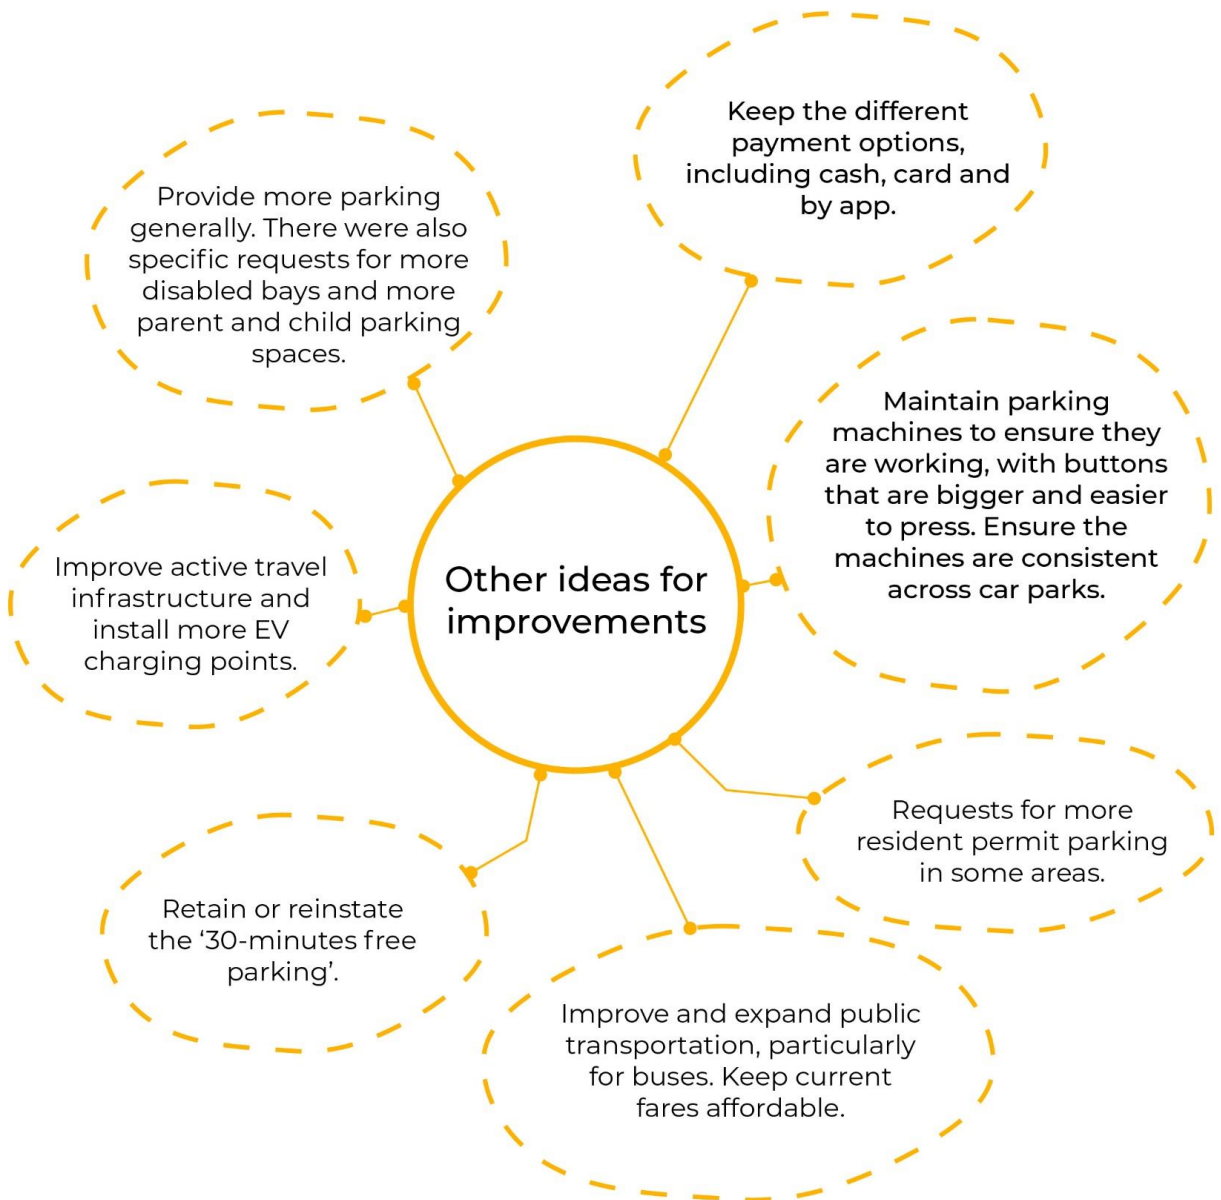 Other ideas for
improvements
Keep the different
payment options,
including cash, card and
by app.
Maintain parking
machines to ensure they
are working, with buttons
that are bigger and easier
to press. Ensure the
machines are consistent
across car parks.
Requests for more
resident permit parking
in some areas.
Improve and expand public
transportation, particularly
for buses. Keep current
fares affordable.
Retain or reinstate
the ‘30-minutes free
parking’.
Improve active travel
infrastructure and
install more EV
charging points.
Provide more parking
generally. There were also
specific requests for more
disabled bays and more
parent and child parking
spaces.